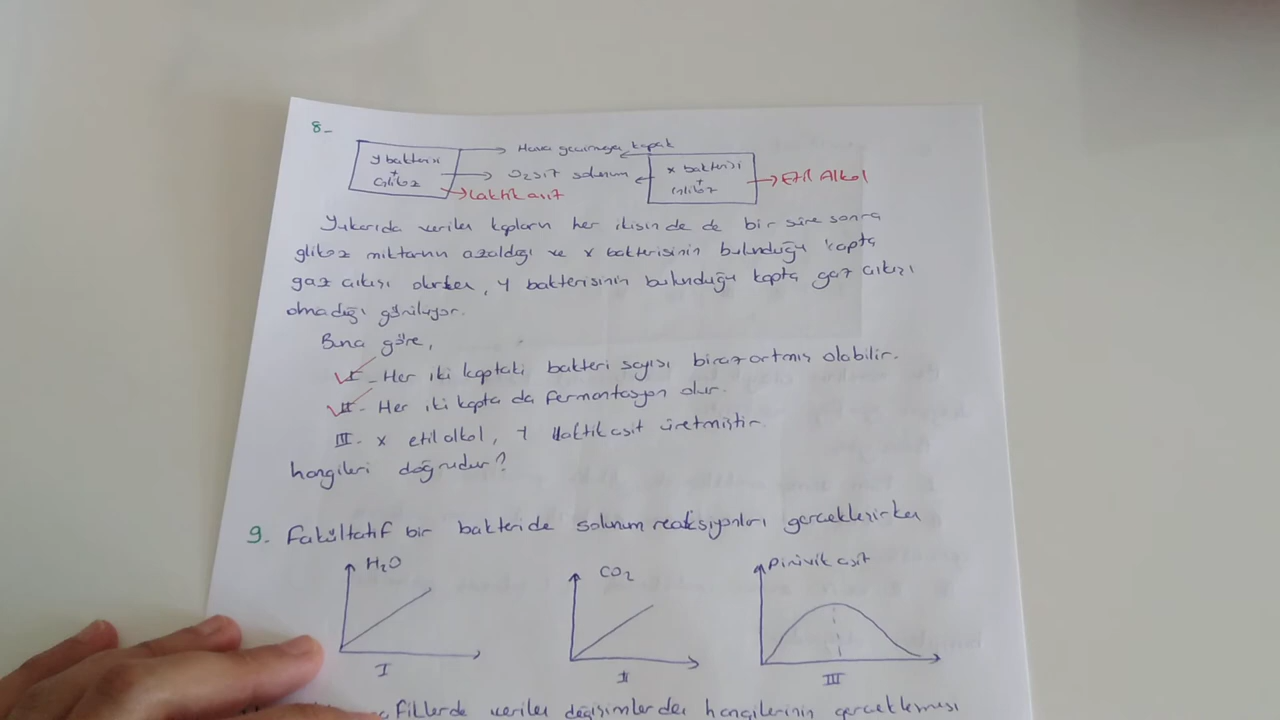 8_
Hava geçirmeyen kapak
y bakterisi
+
Glikoz
O2siz solunum
Laktik asit
x bakterisi
+
Glikoz
Etil Alkol
Yukarıda verilen kapların her ikisinde de bir süre sonra
glikoz miktarının azaldığı ve x bakterisinin bulunduğu kapta
gaz çıkışı olurken, y bakterisinin bulunduğu kapta gaz çıkışı
olmadığı görülüyor.
Buna göre,
I - Her iki kaptaki bakteri sayısı biraz artmış olabilir.
II - Her iki kapta da fermantasyon olur.
III - x etil alkol, Y laktik asit üretmiştir.
hangileri doğrudur?
9. Fakültatif bir bakteride solunum reaksiyonları gerçekleşirken
H2O
CO2
Pirüvik asit
I
II
III
verilen değişimlerden hangilerinin gerçekleşmesi